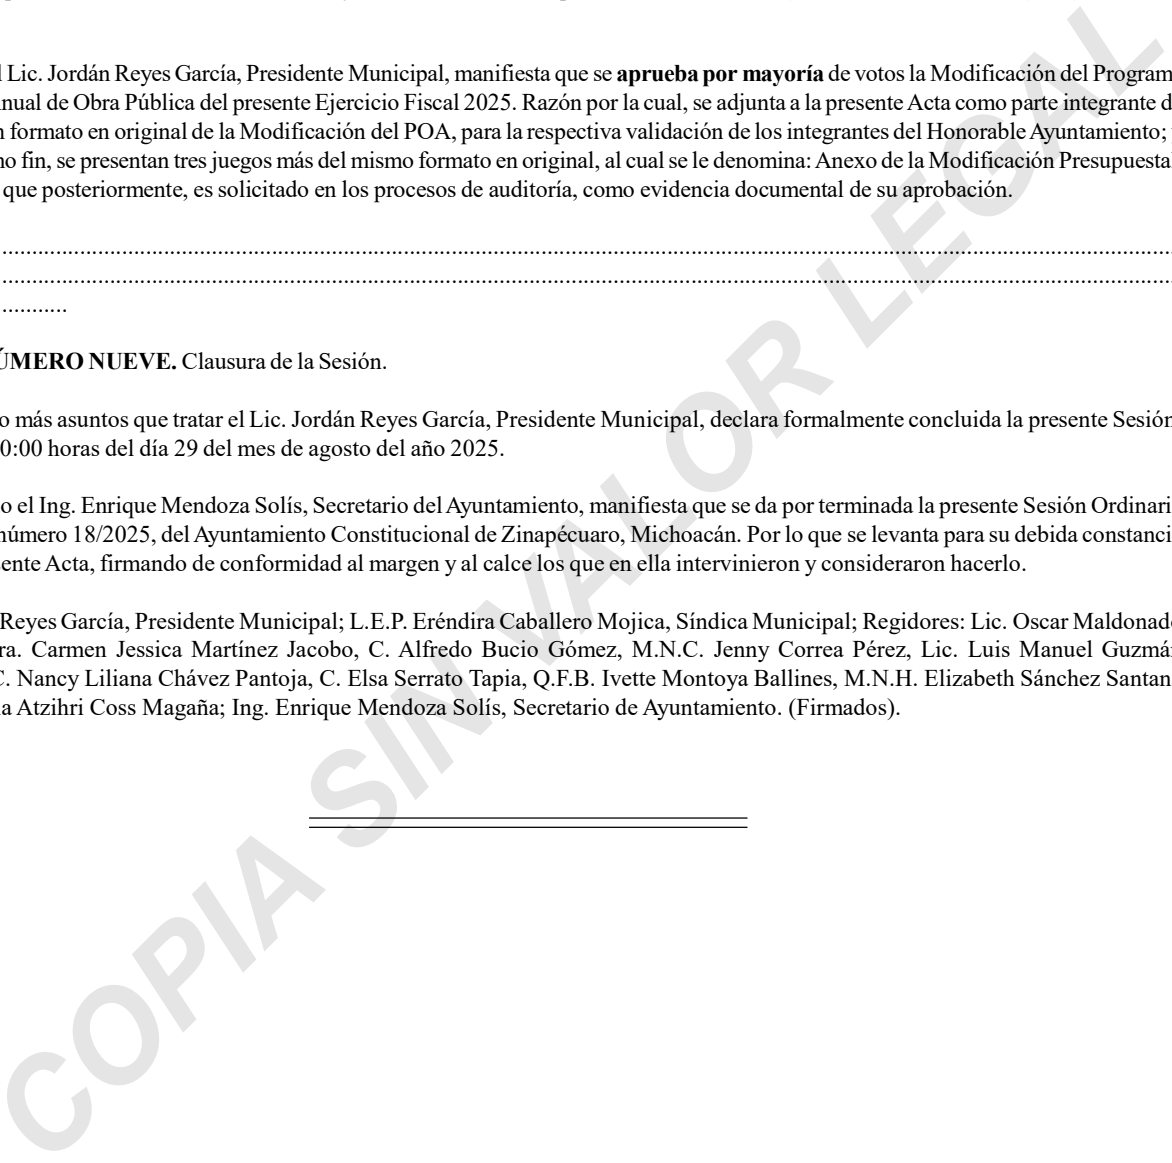 l Lic. Jordán Reyes García, Presidente Municipal, manifiesta que se aprueba por mayoría de votos la Modificación del Program
nual de Obra Pública del presente Ejercicio Fiscal 2025. Razón por la cual, se adjunta a la presente Acta como parte integrante d
n formato en original de la Modificación del POA, para la respectiva validación de los integrantes del Honorable Ayuntamiento;
no fin, se presentan tres juegos más del mismo formato en original, al cual se le denomina: Anexo de la Modificación Presupuestal
que posteriormente, es solicitado en los procesos de auditoría, como evidencia documental de su aprobación.
ÚMERO NUEVE. Clausura de la Sesión.
o más asuntos que tratar el Lic. Jordán Reyes García, Presidente Municipal, declara formalmente concluida la presente Sesión
0:00 horas del día 29 del mes de agosto del año 2025.
o el Ing. Enrique Mendoza Solís, Secretario del Ayuntamiento, manifiesta que se da por terminada la presente Sesión Ordinari
número 18/2025, del Ayuntamiento Constitucional de Zinapécuaro, Michoacán. Por lo que se levanta para su debida constanci
sente Acta, firmando de conformidad al margen y al calce los que en ella intervinieron y consideraron hacerlo.
Reyes García, Presidente Municipal; L.E.P. Eréndira Caballero Mojica, Síndica Municipal; Regidores: Lic. Oscar Maldonado
ra. Carmen Jessica Martínez Jacobo, C. Alfredo Bucio Gómez, M.N.C. Jenny Correa Pérez, Lic. Luis Manuel Guzmá
C. Nancy Liliana Chávez Pantoja, C. Elsa Serrato Tapia, Q.F.B. Ivette Montoya Ballines, M.N.H. Elizabeth Sánchez Santan
la Atzihri Coss Magaña; Ing. Enrique Mendoza Solís, Secretario de Ayuntamiento. (Firmados).
COPIA SIN VALOR LEGAL